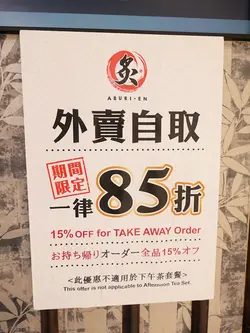 炙
ABURI-EN
外賣自取
期間限定
一律85折
15% OFF for TAKE AWAY Order
お持ち帰りオーダー全品15%オフ
<此優惠不適用於下午茶套餐>
This offer is not applicable to Afternoon Tea Set.